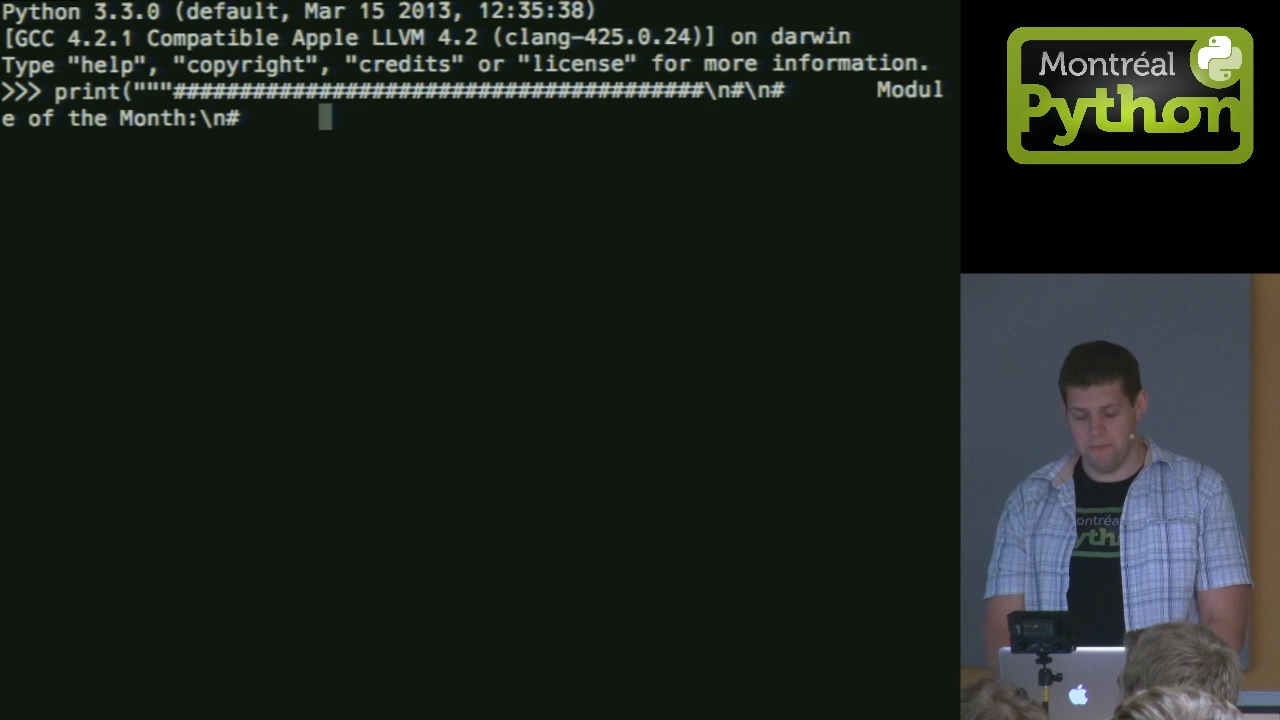 Python 3.3.0 (default, Mar 15 2013, 12:35:38)
[GCC 4.2.1 Compatible Apple LLVM 4.2 (clang-425.0.24)] on darwin
Type "help", "copyright", "credits" or "license" for more information.
>>> print("""########################################\n#\n#       Modul
e of the Month:\n#
Montréal
Python
ontréa
ytho